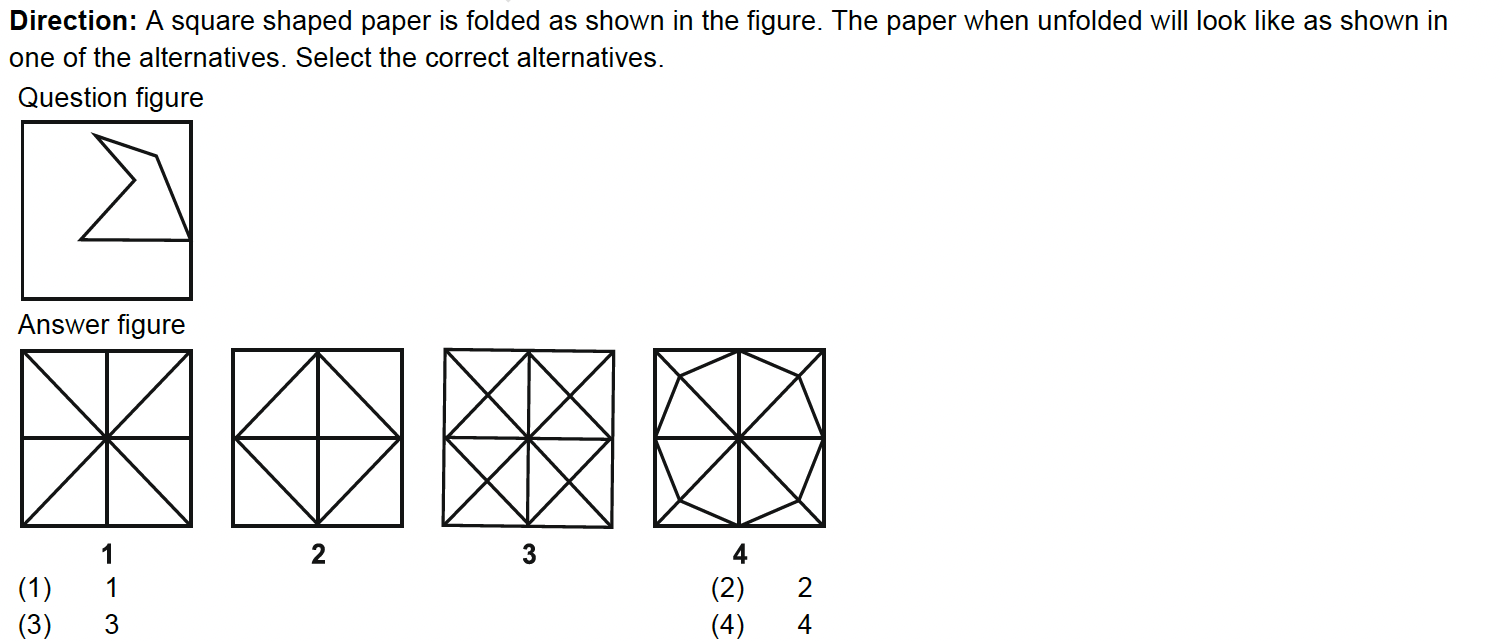 Direction: A square shaped paper is folded as shown in the figure. The paper when unfolded will look like as shown in
one of the alternatives. Select the correct alternatives.
Question figure
Answer figure
1 2 3 4
(1) 1 (2) 2
(3) 3 (4) 4